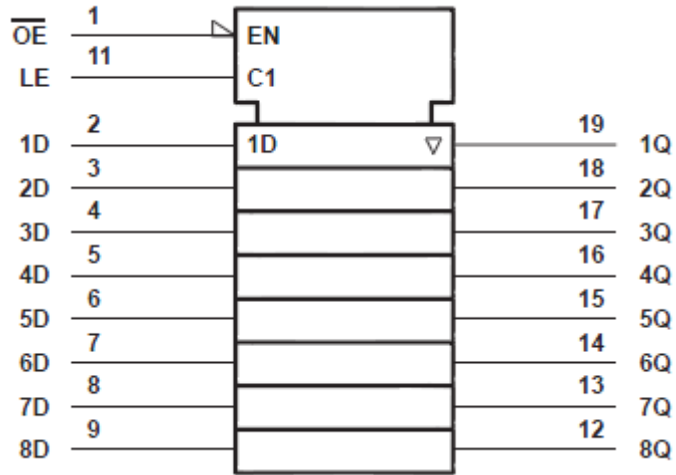 OE 1 EN
LE 11 C1
1D 2 1D 19 1Q
2D 3 18 2Q
3D 4 17 3Q
4D 5 16 4Q
5D 6 15 5Q
6D 7 14 6Q
7D 8 13 7Q
8D 9 12 8Q